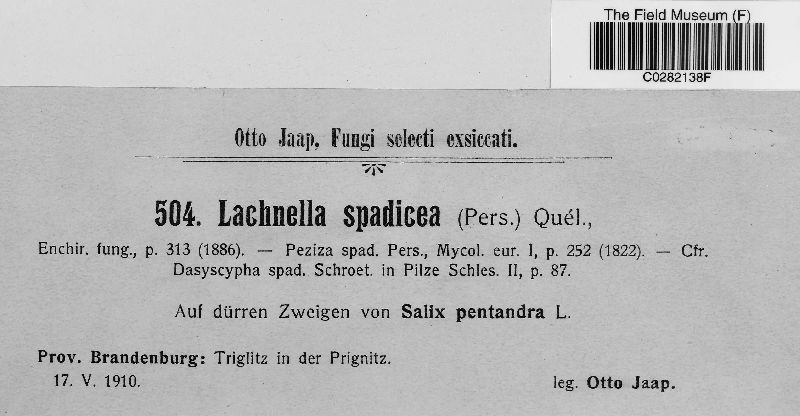 The Field Museum (F)
C0282138F
Otto Jaap, Fungi selecti exsiccati.
504. Lachnella spadicea (Pers.) Quél.,
Enchir. fung., p. 313 (1886). — Peziza spad. Pers., Mycol. eur. I, p. 252 (1822). — Cfr.
Dasyscypha spad. Schroet. in Pilze Schles. II, p. 87.
Auf dürren Zweigen von Salix pentandra L.
Prov. Brandenburg: Triglitz in der Prignitz.
17. V. 1910. leg. Otto Jaap.